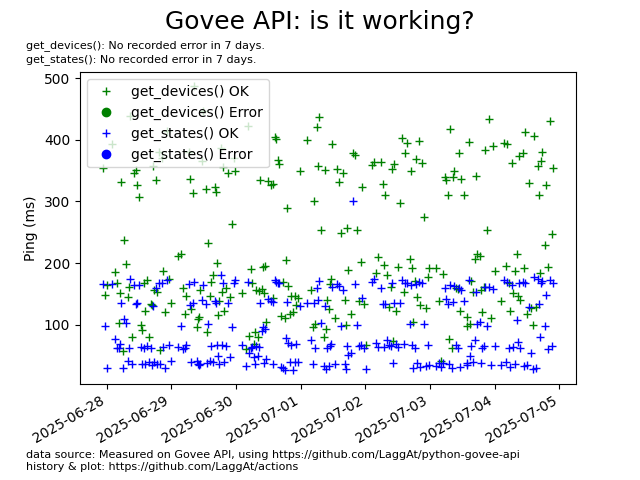 Govee API: is it working?
get_devices(): No recorded error in 7 days.
get_states(): No recorded error in 7 days.
get_devices() OK
get_devices() Error
get_states() OK
get_states() Error
Ping (ms)
500
400
300
200
100
2025-06-28
2025-06-29
2025-06-30
2025-07-01
2025-07-02
2025-07-03
2025-07-04
2025-07-05
data source: Measured on Govee API, using https://github.com/LaggAt/python-govee-api
history & plot: https://github.com/LaggAt/actions